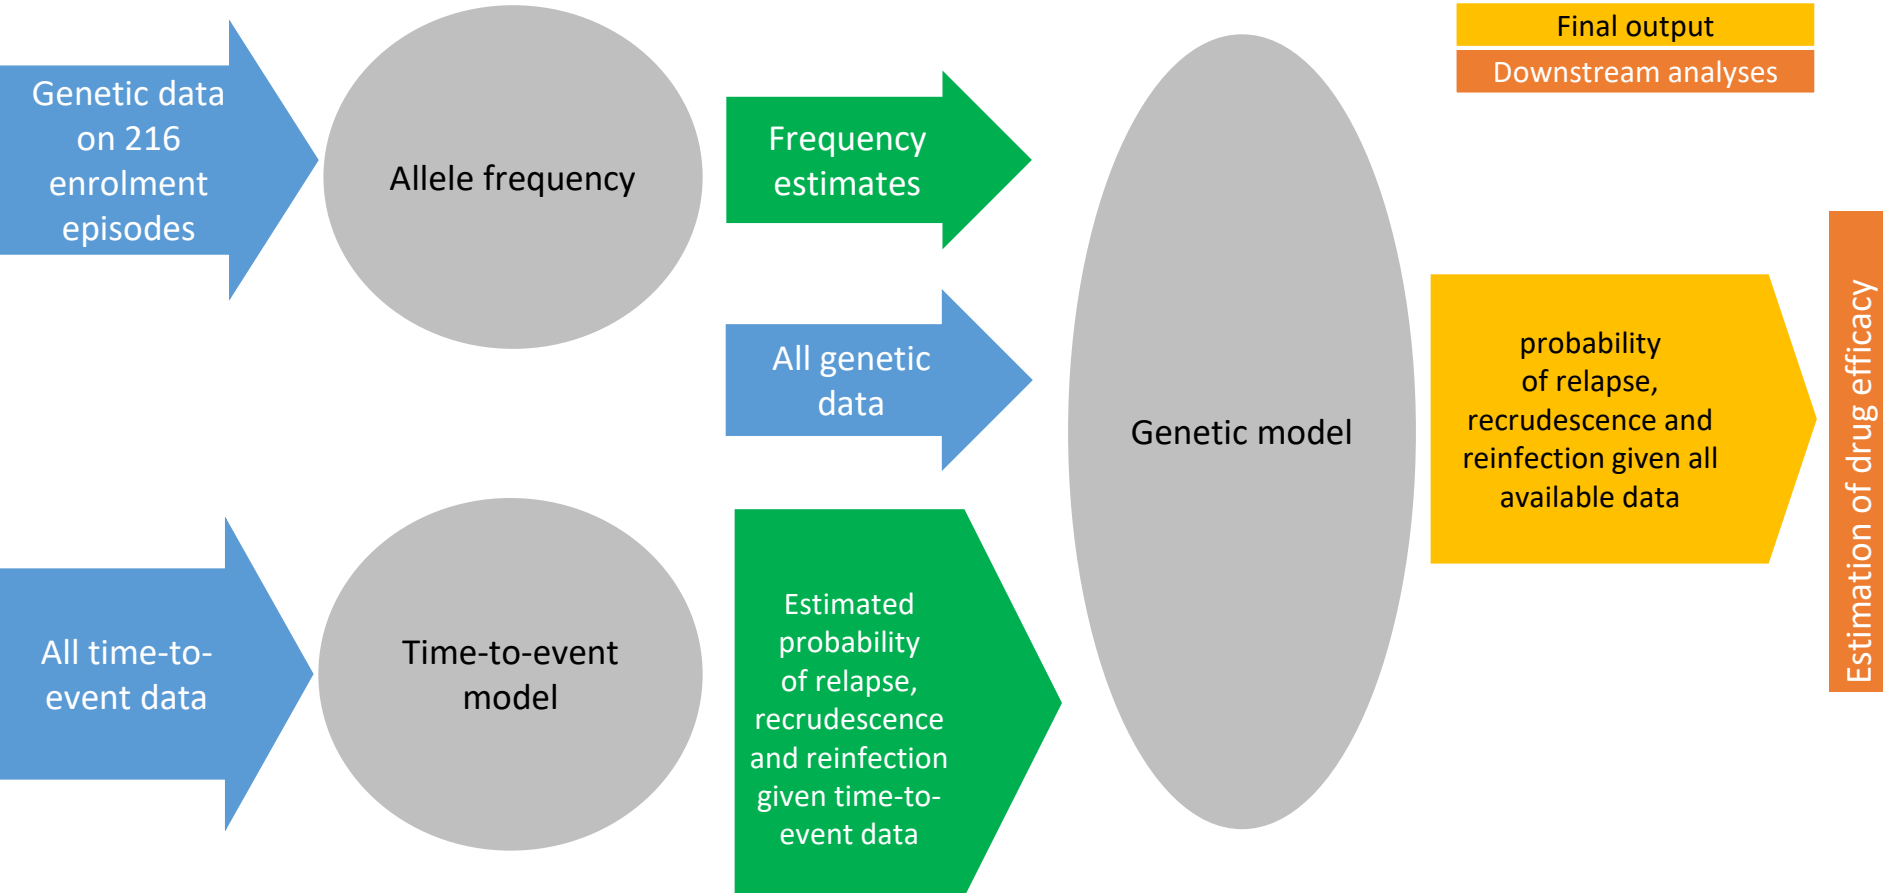 Final output
Downstream analyses
Genetic data
on 216
enrolment
episodes
Allele frequency
Frequency
estimates
All genetic
data
Genetic model
probability
of relapse,
recrudescence and
reinfection given all
available data
Estimation of drug efficacy
All time-to-
event data
Time-to-event
model
Estimated
probability
of relapse,
recrudescence
and reinfection
given time-to-
event data